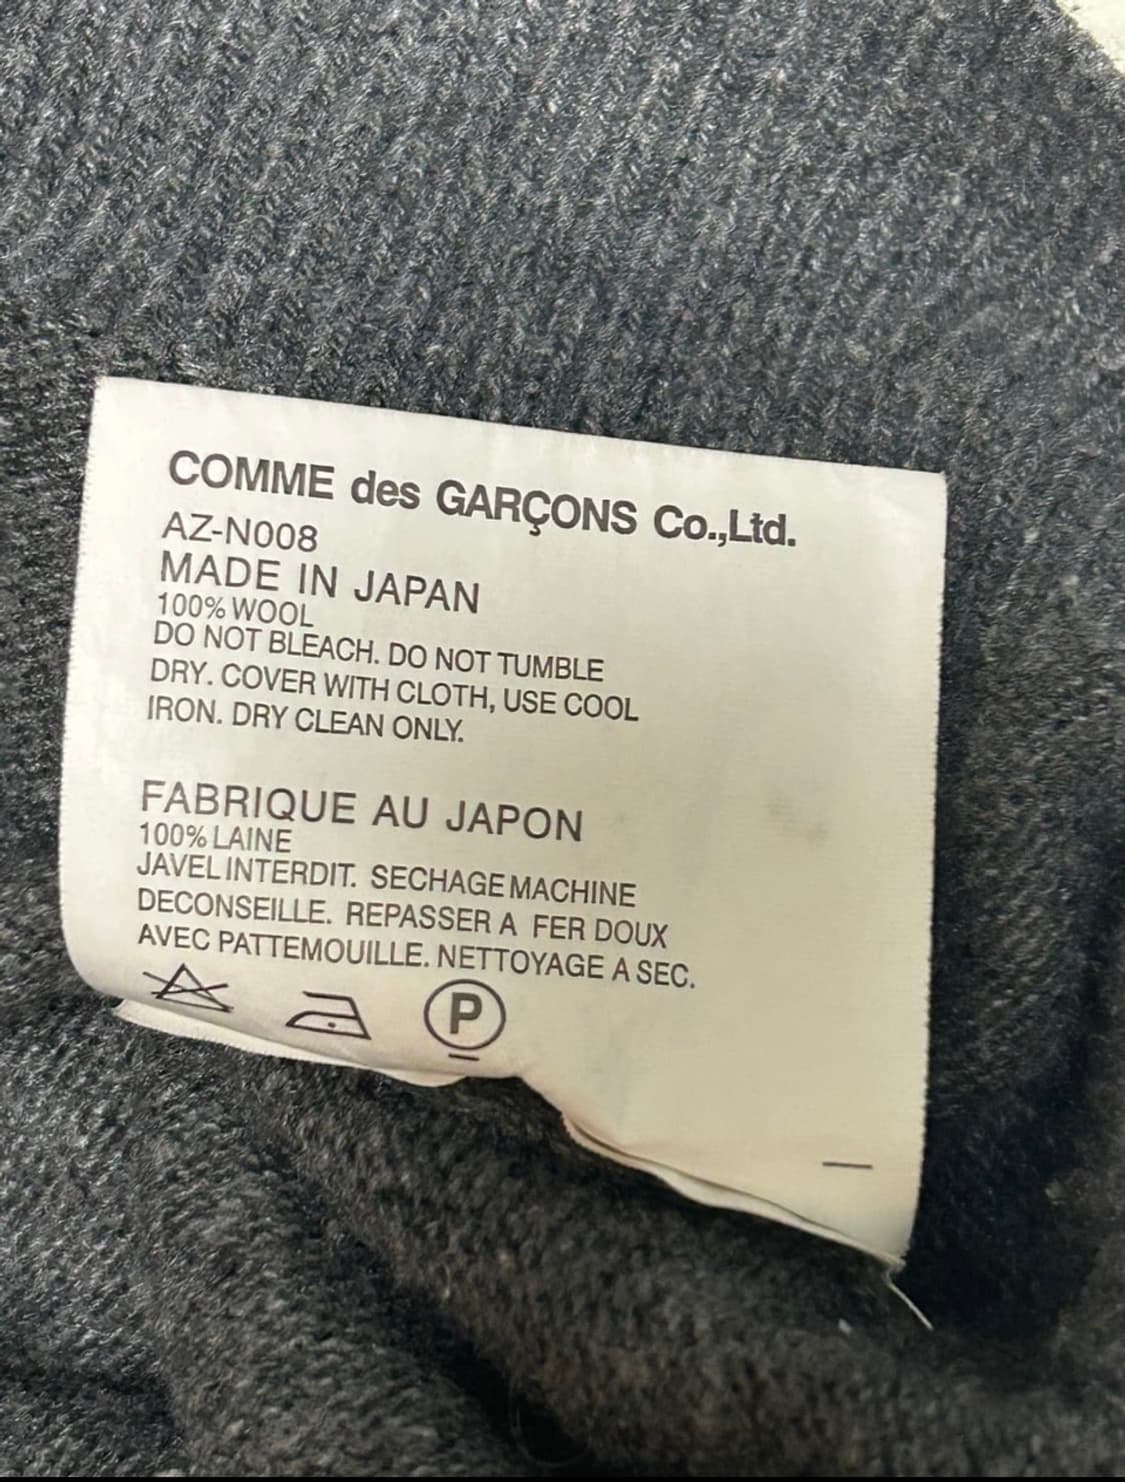 COMME des GARÇONS Co.,Ltd.
AZ-N008
MADE IN JAPAN
100% WOOL
DO NOT BLEACH. DO NOT TUMBLE
DRY. COVER WITH CLOTH, USE COOL
IRON. DRY CLEAN ONLY.
FABRIQUE AU JAPON
100% LAINE
JAVEL INTERDIT. SECHAGE MACHINE
DECONSEILLE. REPASSER A FER DOUX
AVEC PATTEMOUILLE. NETTOYAGE A SEC.
P